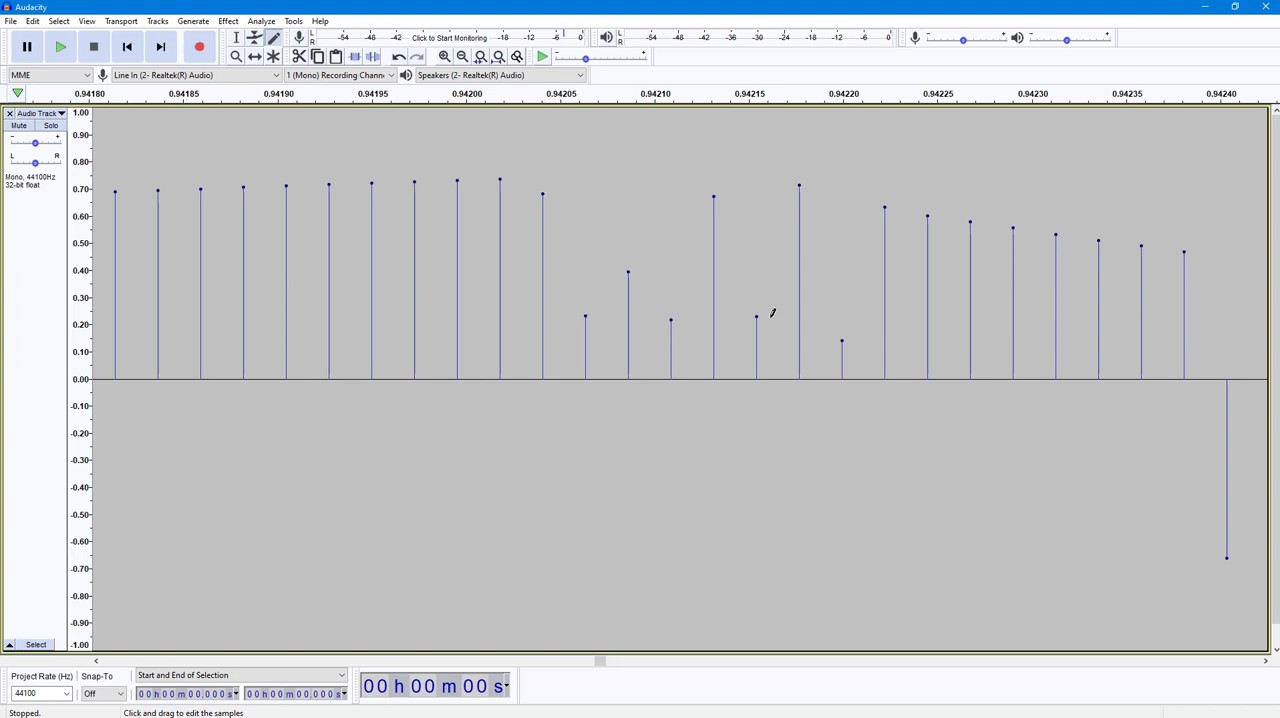 Audacity
File Edit Select View Transport Tracks Generate Effect Analyze Tools Help
L R -54 -48 -42 Click to Start Monitoring -18 -12 -6 0
L R -54 -48 -42 -36 -30 -24 -18 -12 -6 0
- + - +
- +
MME Line In (2- Realtek(R) Audio) 1 (Mono) Recording Chann Speakers (2- Realtek(R) Audio)
0.94180 0.94185 0.94190 0.94195 0.94200 0.94205 0.94210 0.94215 0.94220 0.94225 0.94230 0.94235 0.94240
Audio Track
Mute Solo
- +
L R
Mono, 44100Hz
32-bit float
1.00
0.90
0.80
0.70
0.60
0.50
0.40
0.30
0.20
0.10
0.00
-0.10
-0.20
-0.30
-0.40
-0.50
-0.60
-0.70
-0.80
-0.90
-1.00
Select
Project Rate (Hz) Snap-To Start and End of Selection
44100 Off 00 h 00 m 00.000 s 00 h 00 m 00.000 s 00 h 00 m 00 s
Stopped. Click and drag to edit the samples